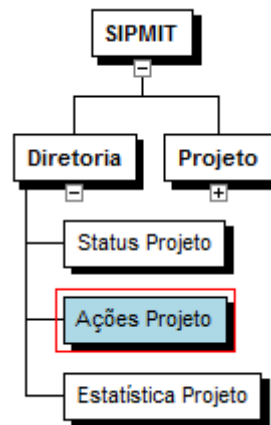 SIPMIT
Diretoria
Projeto
Status Projeto
Ações Projeto
Estatística Projeto